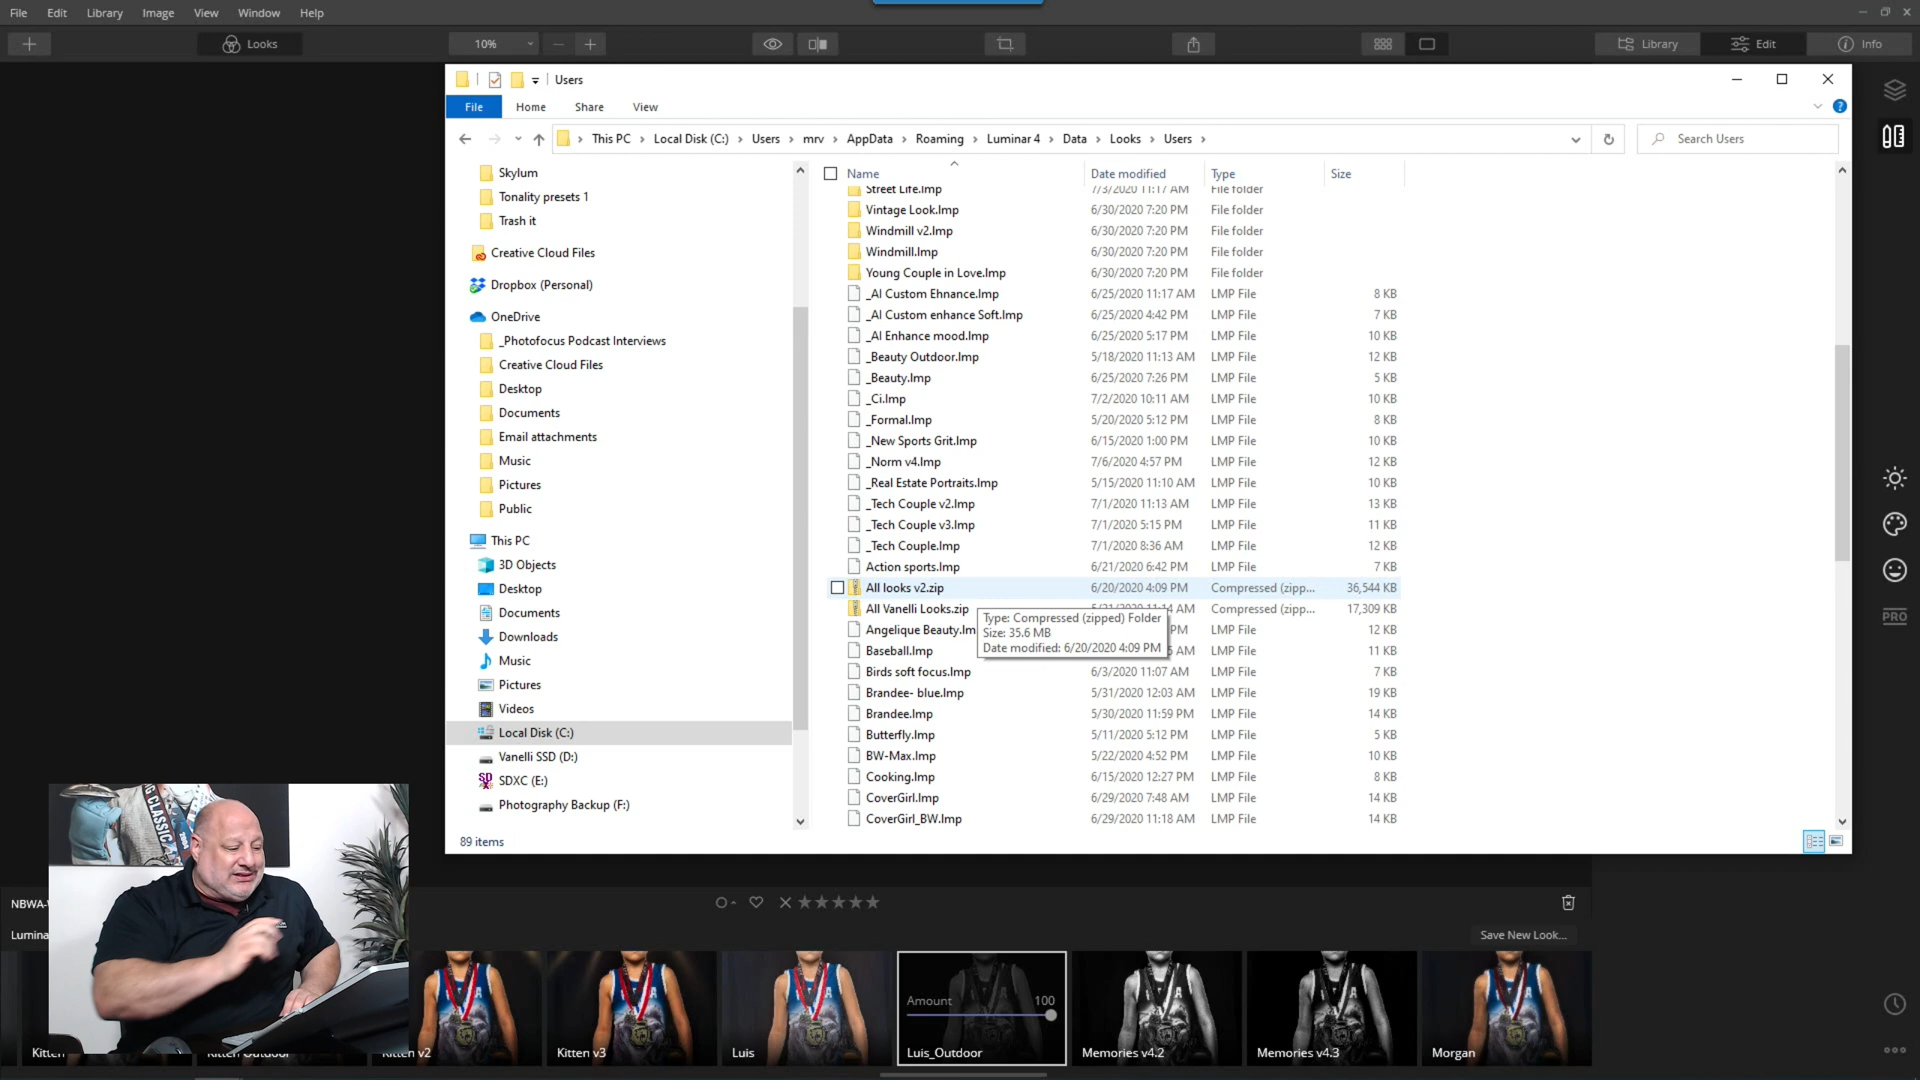 File Edit Library Image View Window Help
Looks 10% Library Edit Info
Users
File Home Share View
This PC Local Disk (C:) Users mrv AppData Roaming Luminar 4 Data Looks Users
Search Users
Skylum
Tonality presets 1
Trash it
Creative Cloud Files
Dropbox (Personal)
OneDrive
_Photofocus Podcast Interviews
Creative Cloud Files
Desktop
Documents
Email attachments
Music
Pictures
Public
This PC
3D Objects
Desktop
Documents
Downloads
Music
Pictures
Videos
Local Disk (C:)
Vanelli SSD (D:)
SDXC (E:)
Photography Backup (F:)
89 items
Name Date modified Type Size
Street Life.lmp 7/3/2020 11:17 AM File folder
Vintage Look.lmp 6/30/2020 7:20 PM File folder
Windmill v2.lmp 6/30/2020 7:20 PM File folder
Windmill.lmp 6/30/2020 7:20 PM File folder
Young Couple in Love.lmp 6/30/2020 7:20 PM File folder
_AI Custom Ehnance.lmp 6/25/2020 11:17 AM LMP File 8 KB
_AI Custom enhance Soft.lmp 6/25/2020 4:42 PM LMP File 7 KB
_AI Enhance mood.lmp 6/25/2020 5:17 PM LMP File 10 KB
_Beauty Outdoor.lmp 5/18/2020 11:13 AM LMP File 12 KB
_Beauty.lmp 6/25/2020 7:26 PM LMP File 5 KB
_Ci.lmp 7/2/2020 10:11 AM LMP File 10 KB
_Formal.lmp 5/20/2020 5:12 PM LMP File 8 KB
_New Sports Grit.lmp 6/15/2020 1:00 PM LMP File 10 KB
_Norm v4.lmp 7/6/2020 4:57 PM LMP File 12 KB
_Real Estate Portraits.lmp 5/15/2020 11:10 AM LMP File 10 KB
_Tech Couple v2.lmp 7/1/2020 11:13 AM LMP File 13 KB
_Tech Couple v3.lmp 7/1/2020 5:15 PM LMP File 11 KB
_Tech Couple.lmp 7/1/2020 8:36 AM LMP File 12 KB
Action sports.lmp 6/21/2020 6:42 PM LMP File 7 KB
All looks v2.zip 6/20/2020 4:09 PM Compressed (zipp... 36,544 KB
All Vanelli Looks.zip AM Compressed (zipp... 17,309 KB
Type: Compressed (zipped) Folder
Size: 35.6 MB
Date modified: 6/20/2020 4:09 PM
Angelique Beauty.lm PM LMP File 12 KB
Baseball.lmp AM LMP File 11 KB
Birds soft focus.lmp 6/3/2020 11:07 AM LMP File 7 KB
Brandee- blue.lmp 5/31/2020 12:03 AM LMP File 19 KB
Brandee.lmp 5/30/2020 11:59 PM LMP File 14 KB
Butterfly.lmp 5/11/2020 5:12 PM LMP File 5 KB
BW-Max.lmp 5/22/2020 4:52 PM LMP File 10 KB
Cooking.lmp 6/15/2020 12:27 PM LMP File 8 KB
CoverGirl.lmp 6/29/2020 7:48 AM LMP File 14 KB
CoverGirl_BW.lmp 6/29/2020 11:18 AM LMP File 14 KB
PRO
CLASSIC
NBWA-
Lumina
Save New Look...
Amount 100
Kitten Kitten Outdoor Kitten v2 Kitten v3 Luis Luis_Outdoor Memories v4.2 Memories v4.3 Morgan